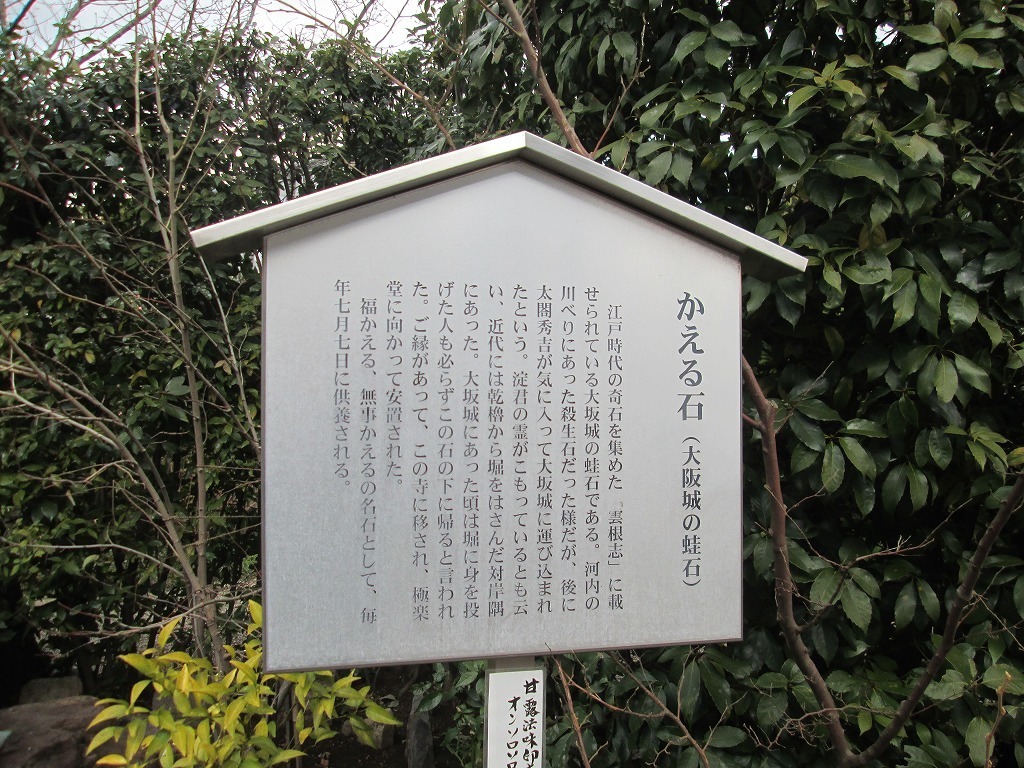 かえる石(大阪城の蛙石)
江戸時代の奇石を集めた『雲根志』に載
せられている大坂城の蛙石である。河内の
川べりにあった殺生石だった様だが、後に
太閤秀吉が気に入って大坂城に運び込まれ
たという。淀君の霊がこもっているとも云
い、近代には乾櫓から堀をはさんだ対岸隅
にあった。大坂城にあった頃は堀に身を投
げた人も必らずこの石の下に帰ると言われ
た。ご縁があって、この寺に移され、極楽
堂に向かって安置された。
福かえる、無事かえるの名石として、毎
年七月七日に供養される。
甘露法味印
オンソロソロ